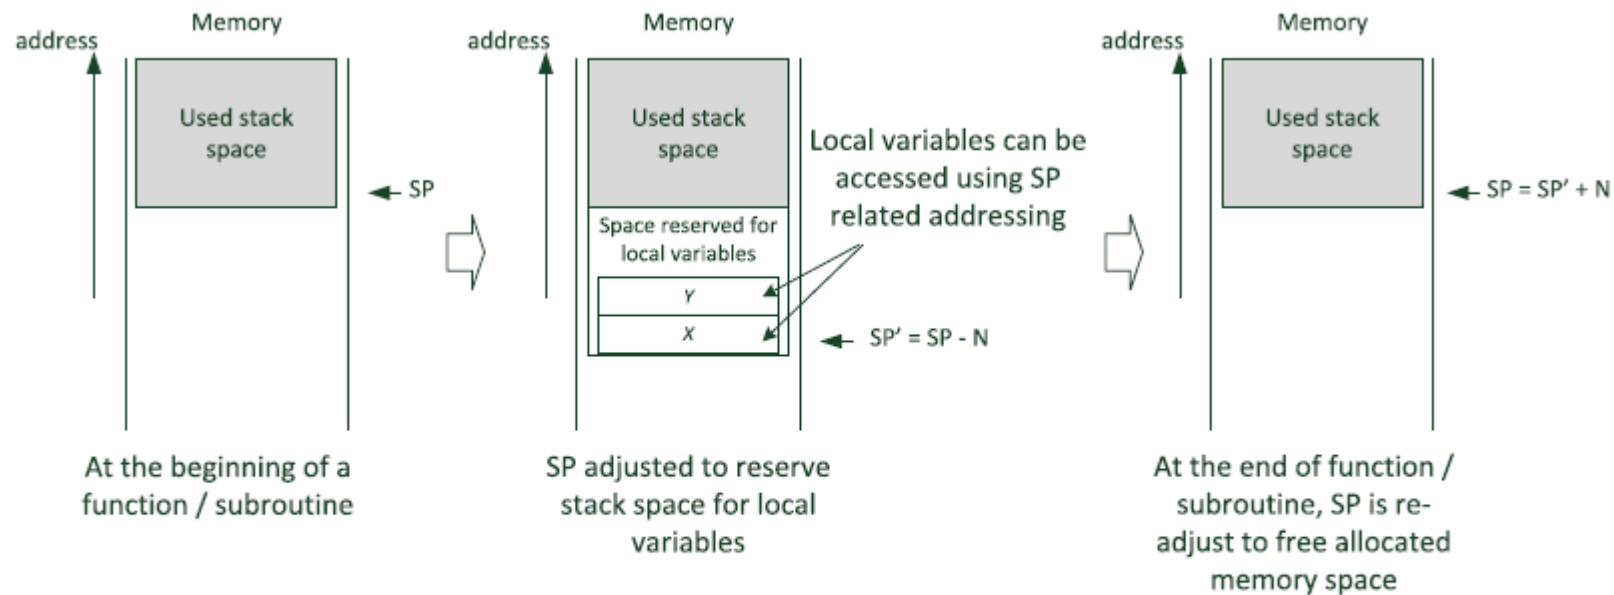 Memory
address
Used stack
space
SP
At the beginning of a
function / subroutine
Memory
address
Used stack
space
Space reserved for
local variables
Y
X
Local variables can be
accessed using SP
related addressing
SP’ = SP - N
SP adjusted to reserve
stack space for local
variables
Memory
address
Used stack
space
SP = SP’ + N
At the end of function /
subroutine, SP is re-
adjust to free allocated
memory space